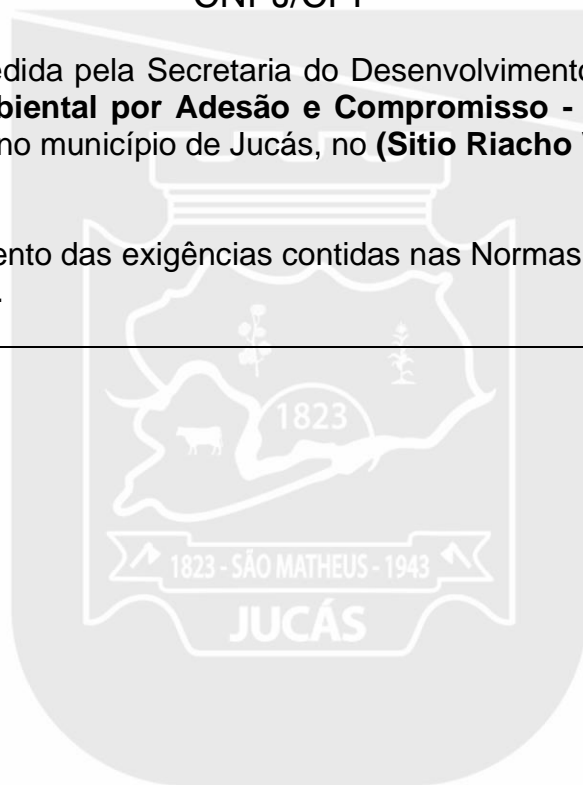 edida pela Secretaria do Desenvolvimento
biental por Adesão e Compromisso -
no município de Jucás, no (Sitio Riacho
ento das exigências contidas nas Normas
.
1823
1823 - SÃO MATHEUS - 1943
JUCÁS